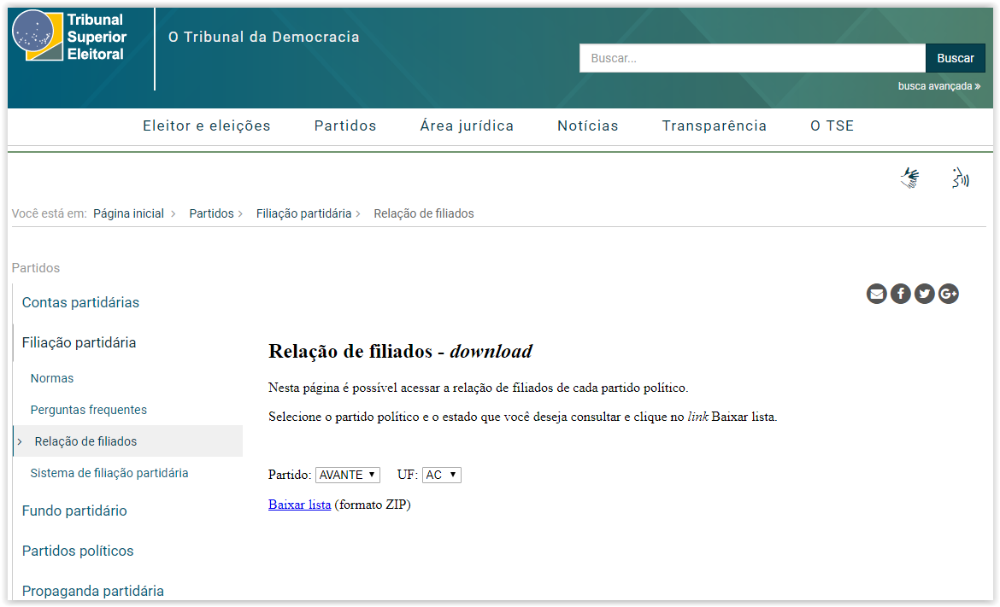 Tribunal
Superior
Eleitoral
O Tribunal da Democracia
Buscar...
Buscar
busca avançada »
Eleitor e eleições
Partidos
Área jurídica
Notícias
Transparência
O TSE
Você está em: Página inicial > Partidos > Filiação partidária > Relação de filiados
Partidos
Contas partidárias
Filiação partidária
Normas
Perguntas frequentes
> Relação de filiados
Sistema de filiação partidária
Fundo partidário
Partidos políticos
Propaganda partidária
f
G+
Relação de filiados - download
Nesta página é possível acessar a relação de filiados de cada partido político.
Selecione o partido político e o estado que você deseja consultar e clique no link Baixar lista.
Partido: AVANTE ▼ UF: AC ▼
Baixar lista (formato ZIP)